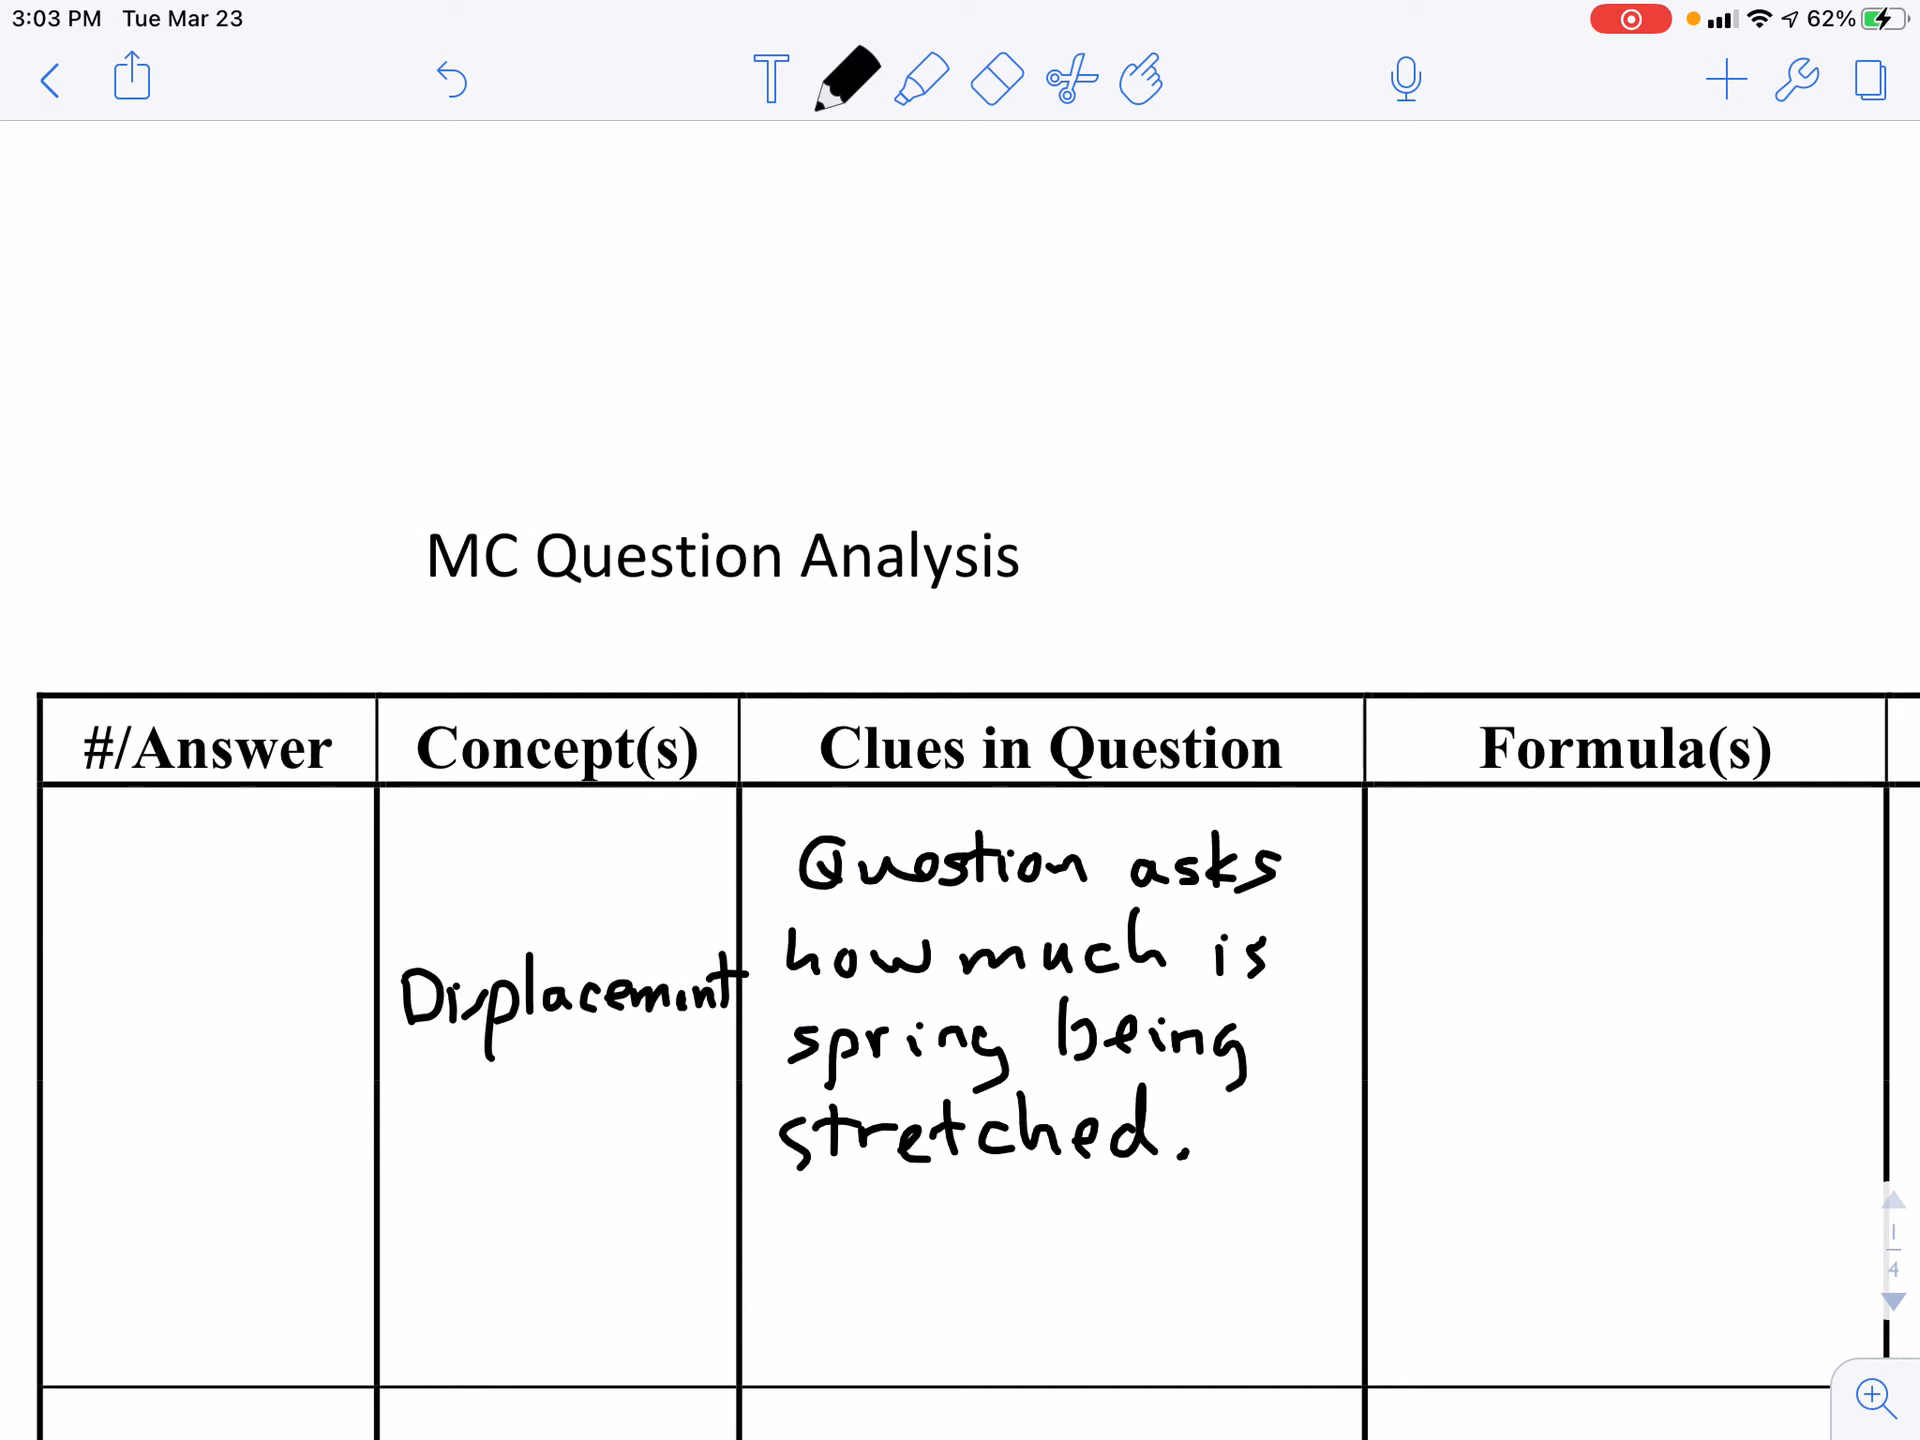 3:03 PM Tue Mar 23
62%
T
MC Question Analysis
#/Answer Concept(s) Clues in Question Formula(s)
Displacement
Question asks
how much is
spring being
stretched.
1
4